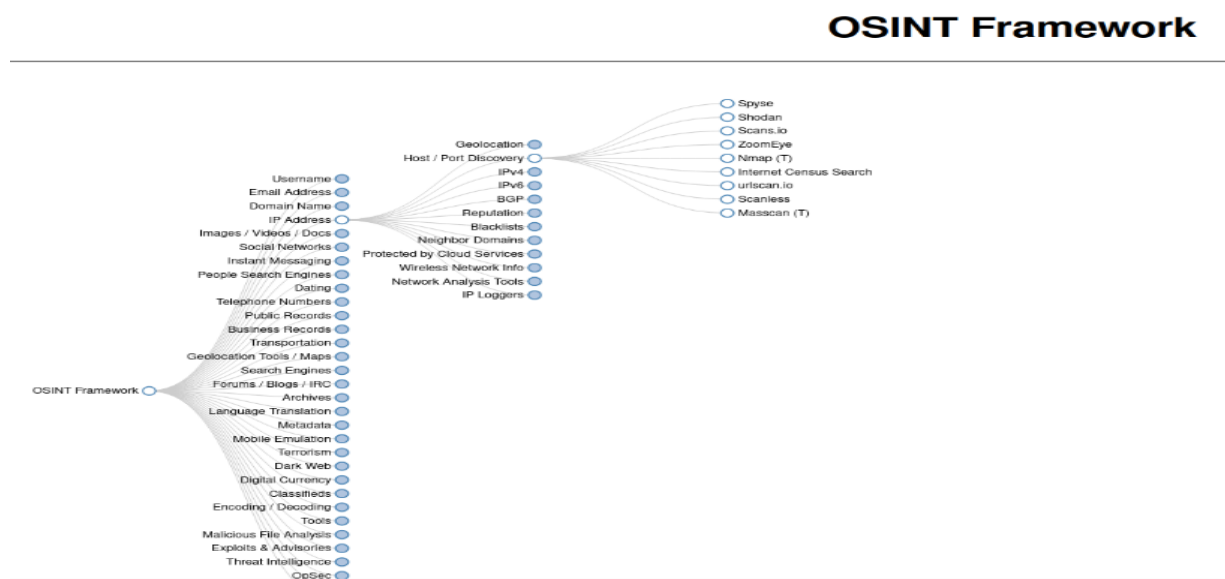 OSINT Framework
Spyse
Shodan
Scans.io
ZoomEye
Nmap (T)
Internet Census Search
urlscan.io
Scanless
Masscan (T)
Geolocation
Host / Port Discovery
IPv4
IPv6
BGP
Reputation
Blacklists
Neighbor Domains
Protected by Cloud Services
Wireless Network Info
Network Analysis Tools
IP Loggers
Username
Email Address
Domain Name
IP Address
Images / Videos / Docs
Social Networks
Instant Messaging
People Search Engines
Dating
Telephone Numbers
Public Records
Business Records
Transportation
Geolocation Tools / Maps
Search Engines
Forums / Blogs / IRC
Archives
Language Translation
Metadata
Mobile Emulation
Terrorism
Dark Web
Digital Currency
Classifieds
Encoding / Decoding
Tools
Malicious File Analysis
Exploits & Advisories
Threat Intelligence
OpSec
OSINT Framework